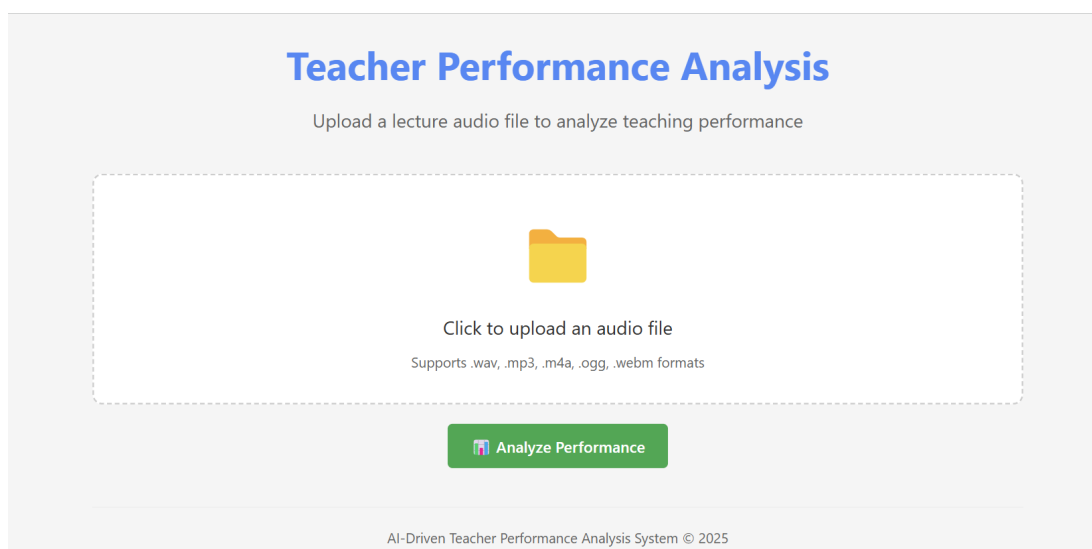 Teacher Performance Analysis
Upload a lecture audio file to analyze teaching performance
Click to upload an audio file
Supports .wav, .mp3, .m4a, .ogg, .webm formats
Analyze Performance
AI-Driven Teacher Performance Analysis System © 2025